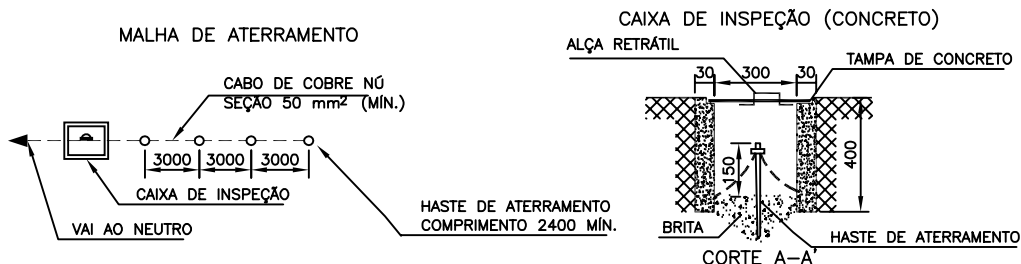 MALHA DE ATERRAMENTO
CABO DE COBRE NÚ
SEÇÃO 50 mm² (MÍN.)
3000 3000 3000
CAIXA DE INSPEÇÃO
VAI AO NEUTRO
HASTE DE ATERRAMENTO
COMPRIMENTO 2400 MÍN.
CAIXA DE INSPEÇÃO (CONCRETO)
ALÇA RETRÁTIL
TAMPA DE CONCRETO
30 300 30
150
400
BRITA
HASTE DE ATERRAMENTO
CORTE A-A'